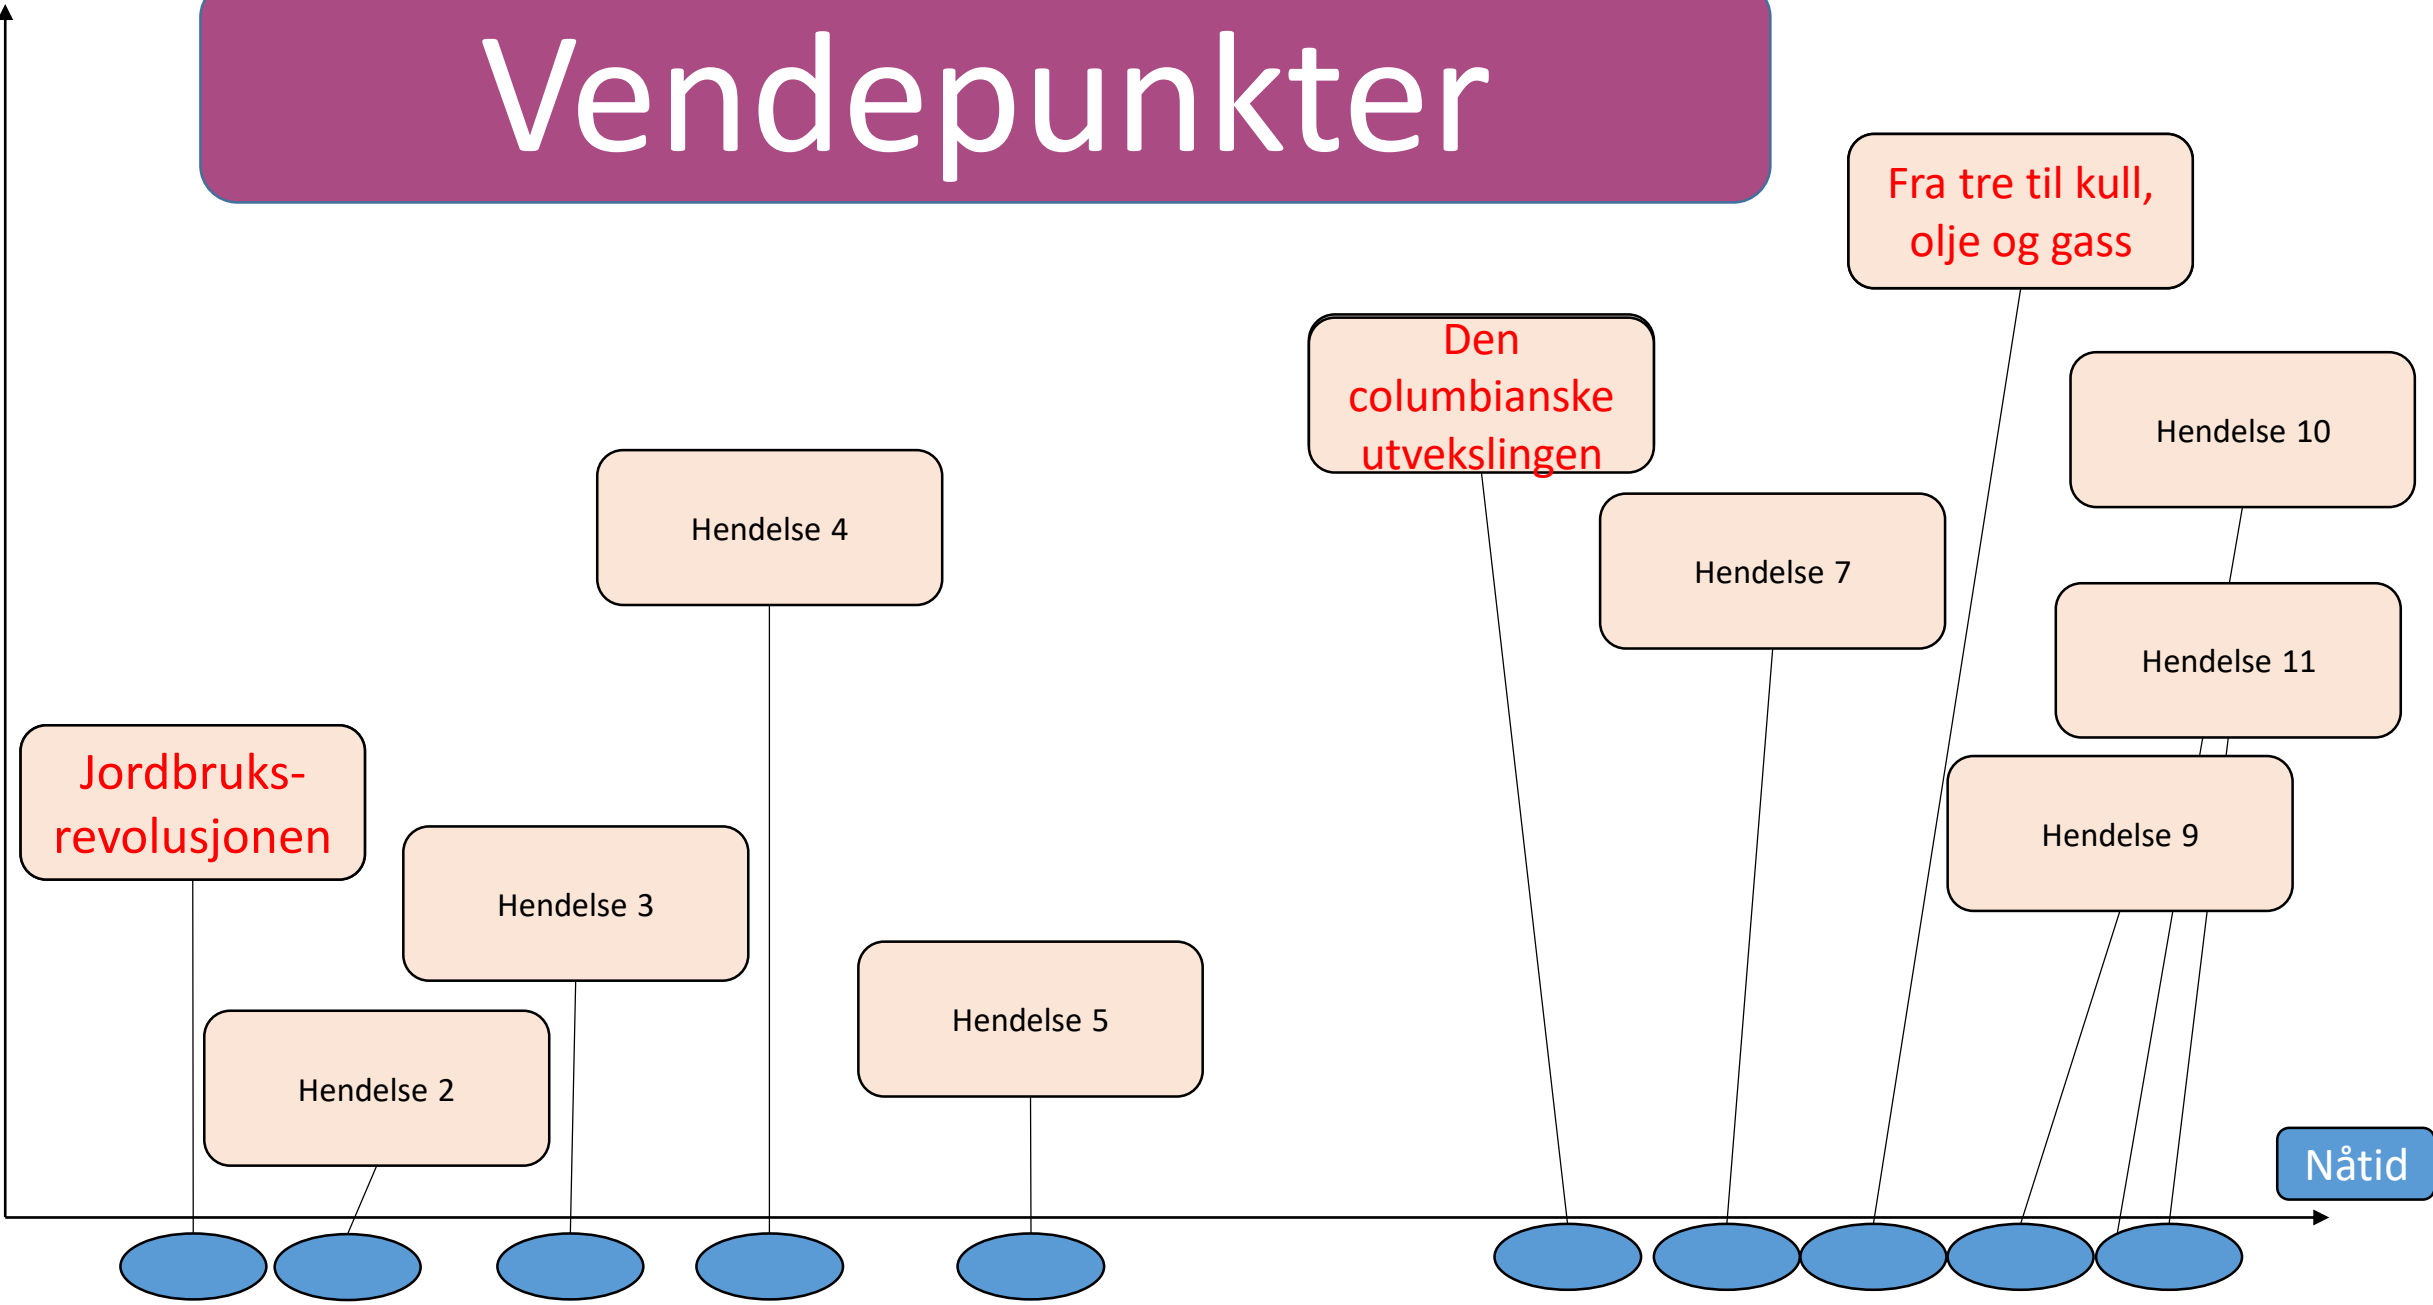 Vendepunkter
Fra tre til kull,
olje og gass
Den
columbianske
utvekslingen
Hendelse 10
Hendelse 4
Hendelse 7
Hendelse 11
Jordbruks-
revolusjonen
Hendelse 9
Hendelse 3
Hendelse 5
Hendelse 2
Nåtid